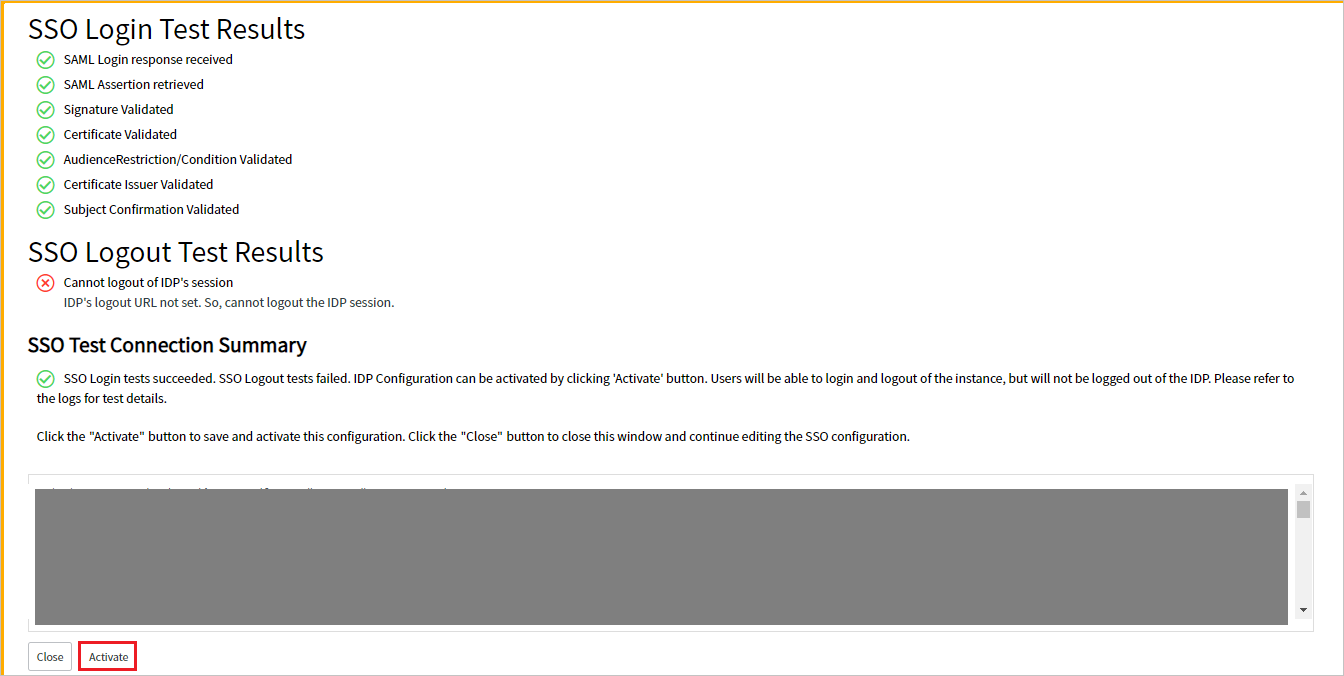 SSO Login Test Results
SAML Login response received
SAML Assertion retrieved
Signature Validated
Certificate Validated
AudienceRestriction/Condition Validated
Certificate Issuer Validated
Subject Confirmation Validated
SSO Logout Test Results
Cannot logout of IDP's session
IDP's logout URL not set. So, cannot logout the IDP session.
SSO Test Connection Summary
SSO Login tests succeeded. SSO Logout tests failed. IDP Configuration can be activated by clicking 'Activate' button. Users will be able to login and logout of the instance, but will not be logged out of the IDP. Please refer to
the logs for test details.
Click the "Activate" button to save and activate this configuration. Click the "Close" button to close this window and continue editing the SSO configuration.
Close
Activate